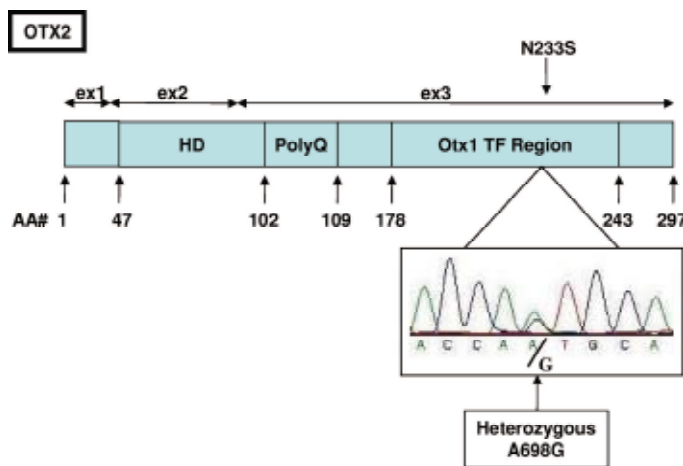 OTX2
N233S
ex1 ex2 ex3
HD PolyQ Otx1 TF Region
AA# 1 47 102 109 178 243 297
A C C A A T G C A
/G
Heterozygous
A698G